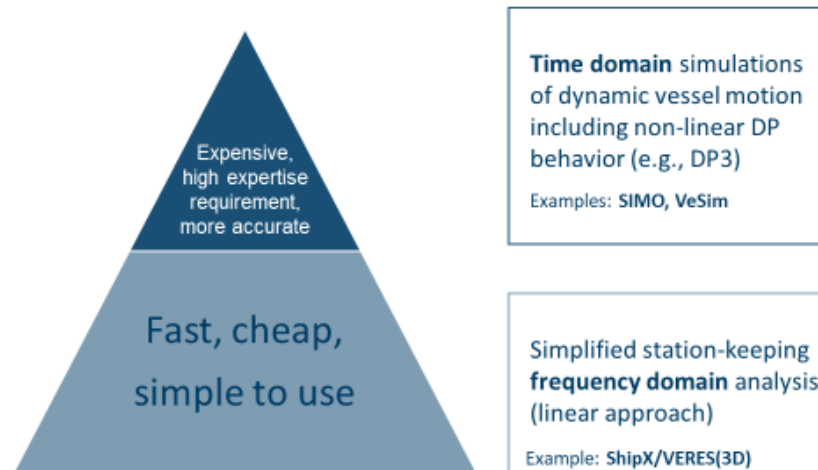 Expensive,
high expertise
requirement,
more accurate
Fast, cheap,
simple to use
Time domain simulations
of dynamic vessel motion
including non-linear DP
behavior (e.g., DP3)
Examples: SIMO, VeSim
Simplified station-keeping
frequency domain analysis
(linear approach)
Example: ShipX/VERES(3D)